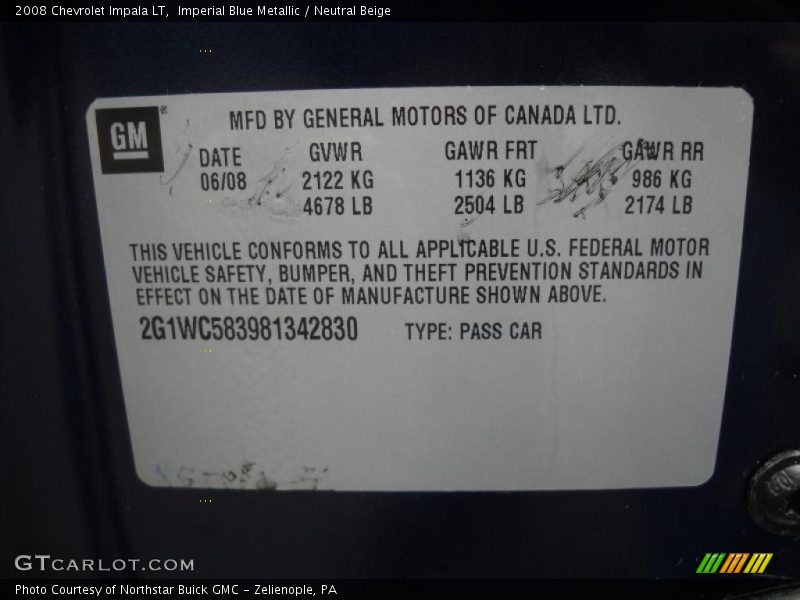 2008 Chevrolet Impala LT,  Imperial Blue Metallic / Neutral Beige
GM®
MFD BY GENERAL MOTORS OF CANADA LTD.
DATE GVWR GAWR FRT GAWR RR
06/08 2122 KG 1136 KG 986 KG
4678 LB 2504 LB 2174 LB
THIS VEHICLE CONFORMS TO ALL APPLICABLE U.S. FEDERAL MOTOR
VEHICLE SAFETY, BUMPER, AND THEFT PREVENTION STANDARDS IN
EFFECT ON THE DATE OF MANUFACTURE SHOWN ABOVE.
2G1WC583981342830 TYPE: PASS CAR
GTCARLOT.COM
Photo Courtesy of Northstar Buick GMC - Zelienople, PA